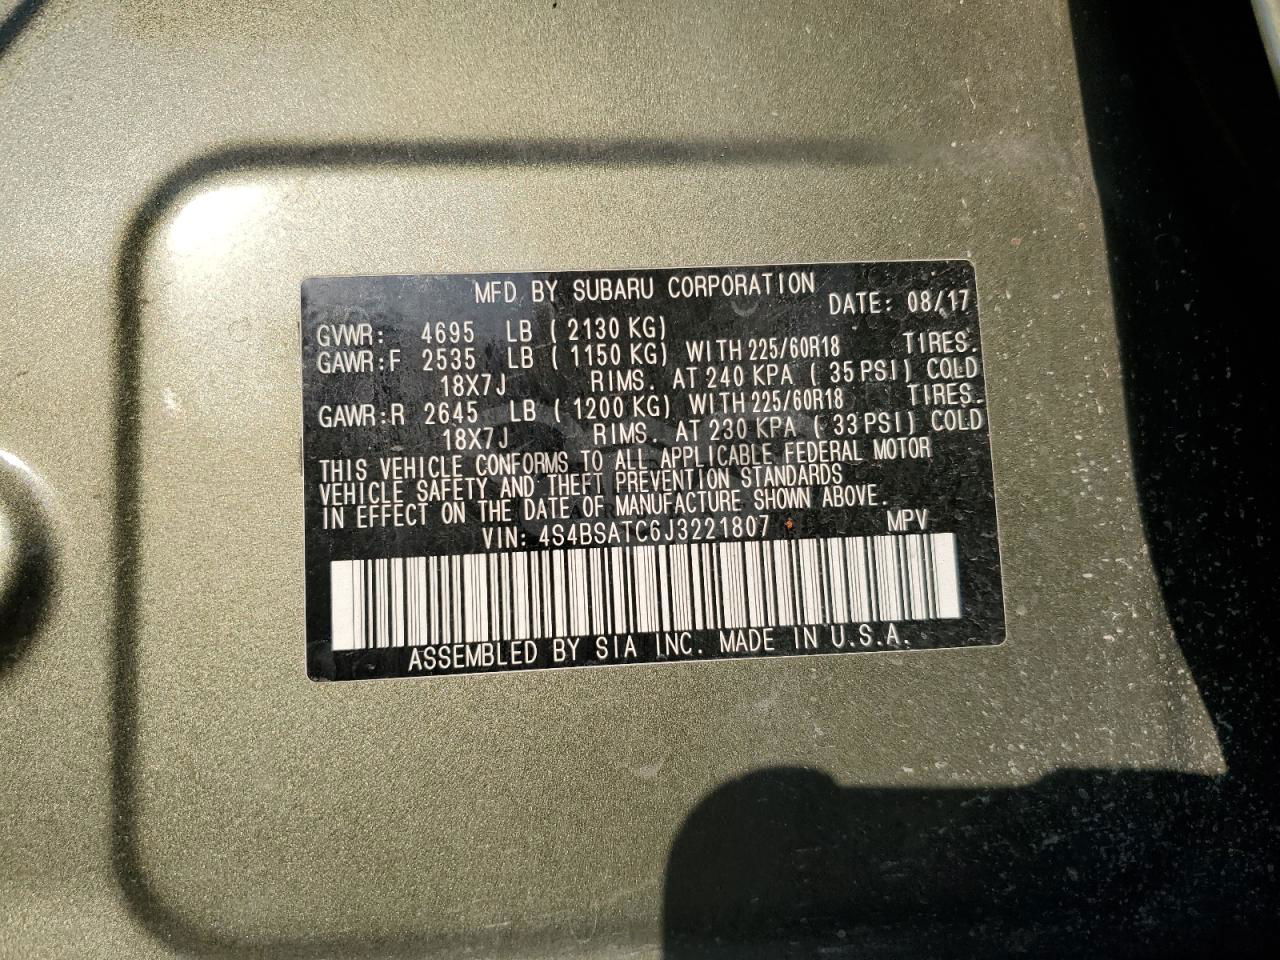 MFD BY SUBARU CORPORATION
DATE: 08/17
GVWR: 4695 LB ( 2130 KG)
GAWR:F 2535 LB ( 1150 KG) WITH 225/60R18 TIRES.
18X7J RIMS. AT 240 KPA ( 35 PSI) COLD
GAWR:R 2645 LB ( 1200 KG) WITH 225/60R18 TIRES.
18X7J RIMS. AT 230 KPA ( 33 PSI) COLD
THIS VEHICLE CONFORMS TO ALL APPLICABLE FEDERAL MOTOR
VEHICLE SAFETY AND THEFT PREVENTION STANDARDS
IN EFFECT ON THE DATE OF MANUFACTURE SHOWN ABOVE.
VIN: 4S4BSATC6J3221807 MPV
ASSEMBLED BY SIA INC. MADE IN U.S.A.